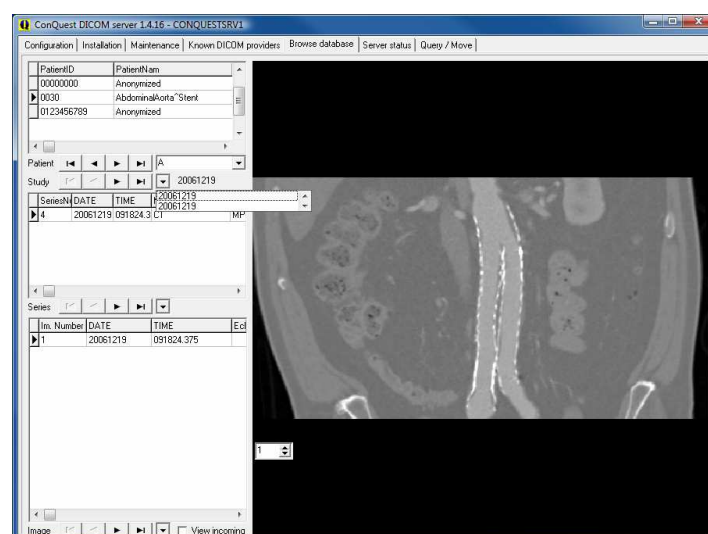 ConQuest DICOM server 1.4.16 - CONQUESTSRV1
Configuration Installation Maintenance Known DICOM providers Browse database Server status Query / Move
PatientID PatientNam
00000000 Anonymized
0030 AbdominalAorta^Stent
0123456789 Anonymized
Patient A
Study 20061219
20061219
20061219
SeriesN DATE TIME
4 20061219 091824.3 CT MP
Series
Im. Number DATE TIME Ec
1 20061219 091824.375
1
Image View incoming